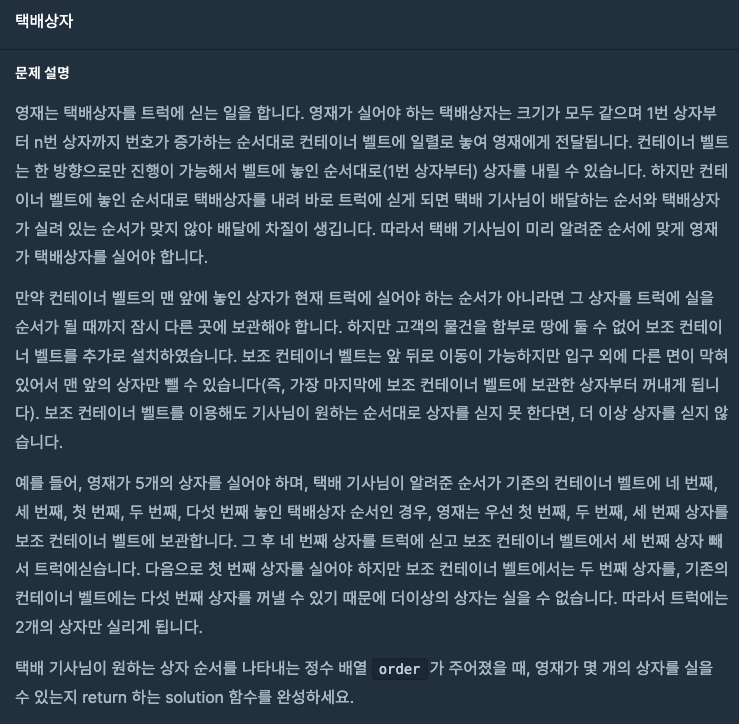 택배상자
문제 설명
영재는 택배상자를 트럭에 싣는 일을 합니다. 영재가 실어야 하는 택배상자는 크기가 모두 같으며 1번 상자부
터 n번 상자까지 번호가 증가하는 순서대로 컨테이너 벨트에 일렬로 놓여 영재에게 전달됩니다. 컨테이너 벨트
는 한 방향으로만 진행이 가능해서 벨트에 놓인 순서대로(1번 상자부터) 상자를 내릴 수 있습니다. 하지만 컨테
이너 벨트에 놓인 순서대로 택배상자를 내려 바로 트럭에 싣게 되면 택배 기사님이 배달하는 순서와 택배상자
가 실려 있는 순서가 맞지 않아 배달에 차질이 생깁니다. 따라서 택배 기사님이 미리 알려준 순서에 맞게 영재
가 택배상자를 실어야 합니다.
만약 컨테이너 벨트의 맨 앞에 놓인 상자가 현재 트럭에 실어야 하는 순서가 아니라면 그 상자를 트럭에 실을
순서가 될 때까지 잠시 다른 곳에 보관해야 합니다. 하지만 고객의 물건을 함부로 땅에 둘 수 없어 보조 컨테이
너 벨트를 추가로 설치하였습니다. 보조 컨테이너 벨트는 앞 뒤로 이동이 가능하지만 입구 외에 다른 면이 막혀
있어서 맨 앞의 상자만 뺄 수 있습니다(즉, 가장 마지막에 보조 컨테이너 벨트에 보관한 상자부터 꺼내게 됩니
다). 보조 컨테이너 벨트를 이용해도 기사님이 원하는 순서대로 상자를 싣지 못 한다면, 더 이상 상자를 싣지 않
습니다.
예를 들어, 영재가 5개의 상자를 실어야 하며, 택배 기사님이 알려준 순서가 기존의 컨테이너 벨트에 네 번째,
세 번째, 첫 번째, 두 번째, 다섯 번째 놓인 택배상자 순서인 경우, 영재는 우선 첫 번째, 두 번째, 세 번째 상자를
보조 컨테이너 벨트에 보관합니다. 그 후 네 번째 상자를 트럭에 싣고 보조 컨테이너 벨트에서 세 번째 상자 빼
서 트럭에싣습니다. 다음으로 첫 번째 상자를 실어야 하지만 보조 컨테이너 벨트에서는 두 번째 상자를, 기존의
컨테이너 벨트에는 다섯 번째 상자를 꺼낼 수 있기 때문에 더이상의 상자는 실을 수 없습니다. 따라서 트럭에는
2개의 상자만 실리게 됩니다.
택배 기사님이 원하는 상자 순서를 나타내는 정수 배열 order가 주어졌을 때, 영재가 몇 개의 상자를 실을
수 있는지 return 하는 solution 함수를 완성하세요.